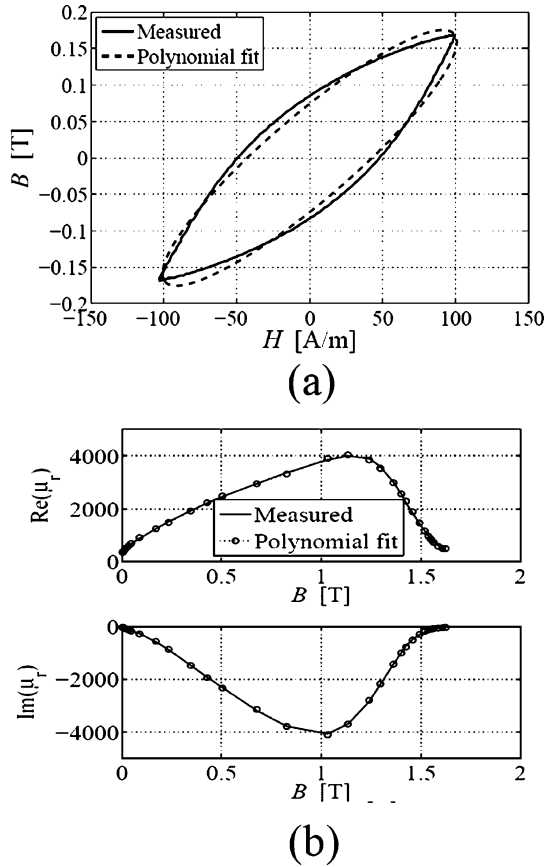 0.2
0.15
0.1
0.05
0
−0.05
−0.1
−0.15
−0.2
B [T]
Measured
Polynomial fit
−150 −100 −50 0 50 100 150
H [A/m]
(a)
4000
2000
0
Re(μr)
Measured
Polynomial fit
0 0.5 1 1.5 2
B [T]
0
−2000
−4000
Im(μr)
0 0.5 1 1.5 2
B [T]
(b)